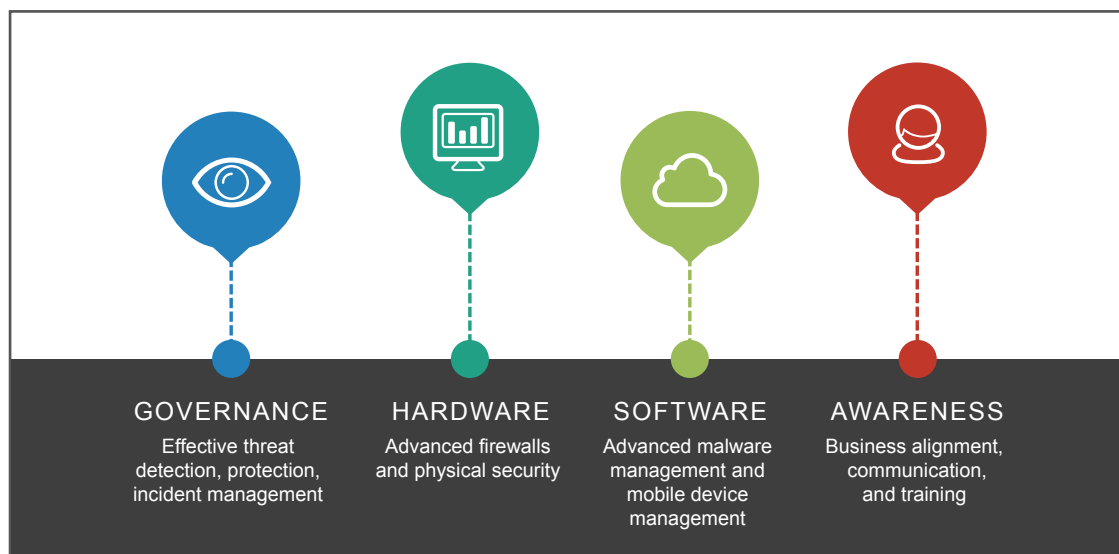 GOVERNANCE
Effective threat
detection, protection,
incident management
HARDWARE
Advanced firewalls
and physical security
SOFTWARE
Advanced malware
management and
mobile device
management
AWARENESS
Business alignment,
communication,
and training